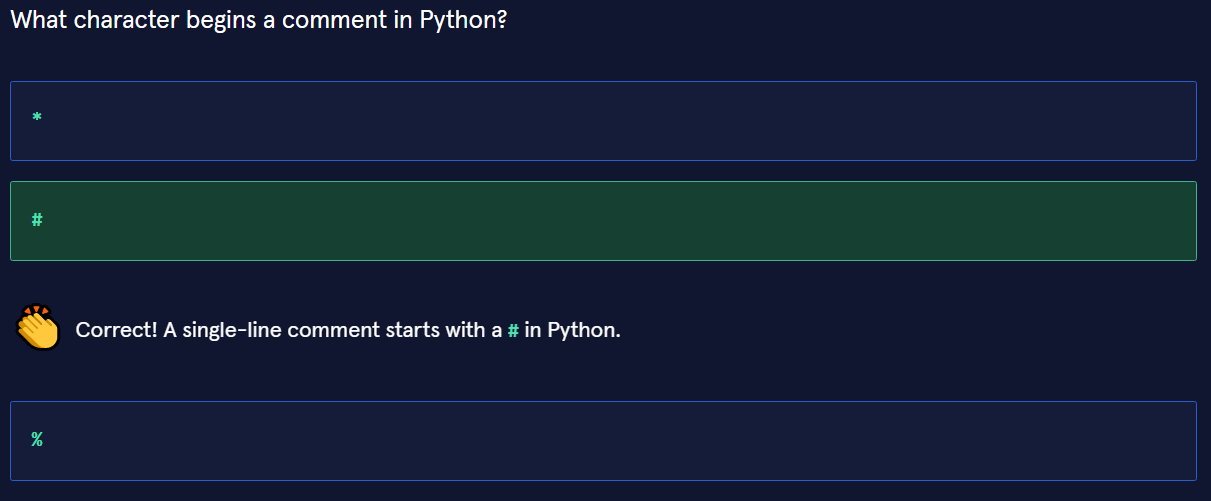 What character begins a comment in Python?
*
#
Correct! A single-line comment starts with a # in Python.
%